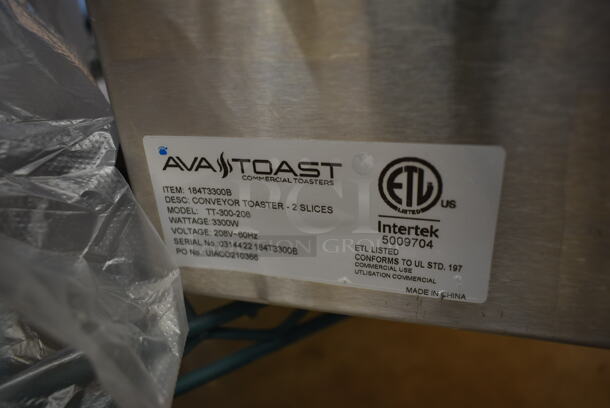 AVATOAST
COMMERCIAL TOASTERS
ITEM: 184T3300B
DESC: CONVEYOR TOASTER - 2 SLICES
MODEL: TT-300-208
WATTAGE: 3300W
VOLTAGE: 208V~60Hz
SERIAL No.: 0314422 184T3300B
PO No.: UIACO210366
ETL
LISTED
US
Intertek
5009704
ETL LISTED
CONFORMS TO UL STD. 197
COMMERCIAL USE
UTLISATION COMMERCIAL
MADE IN CHINA